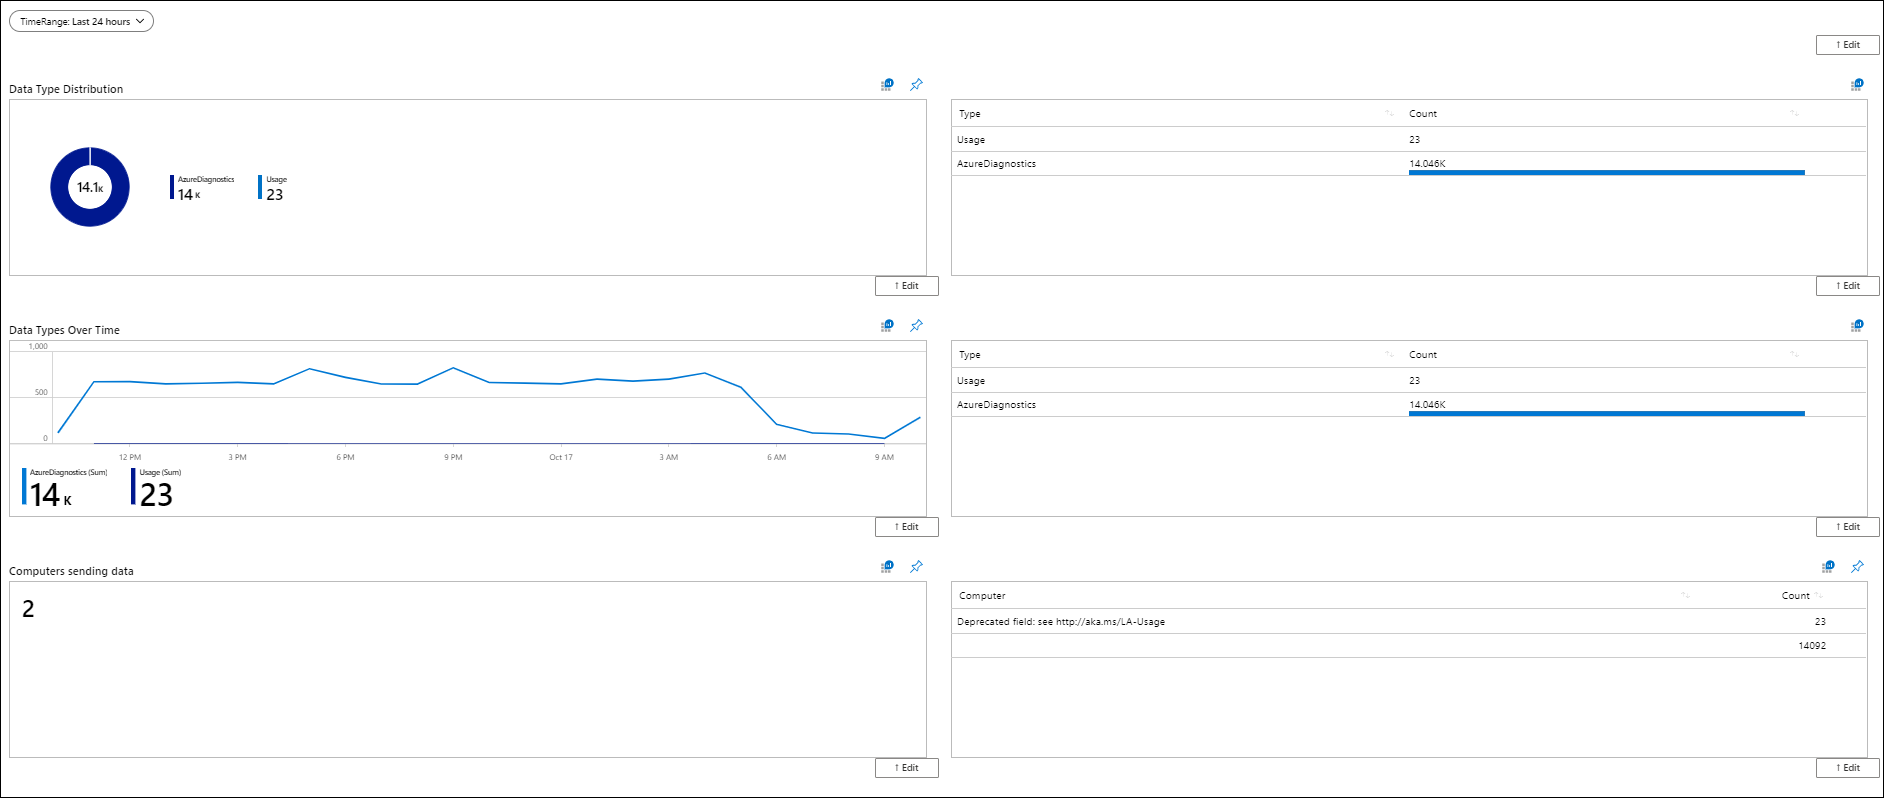 TimeRange: Last 24 hours
↑ Edit
Data Type Distribution
14.1K
AzureDiagnostics
14 K
Usage
23
Type Count
Usage 23
AzureDiagnostics 14.046K
↑ Edit
↑ Edit
Data Types Over Time
1,000
500
0
12 PM 3 PM 6 PM 9 PM Oct 17 3 AM 6 AM 9 AM
AzureDiagnostics (Sum)
14 K
Usage (Sum)
23
Type Count
Usage 23
AzureDiagnostics 14.046K
↑ Edit
↑ Edit
Computers sending data
2
Computer Count
Deprecated field: see http://aka.ms/LA-Usage 23
14092
↑ Edit
↑ Edit